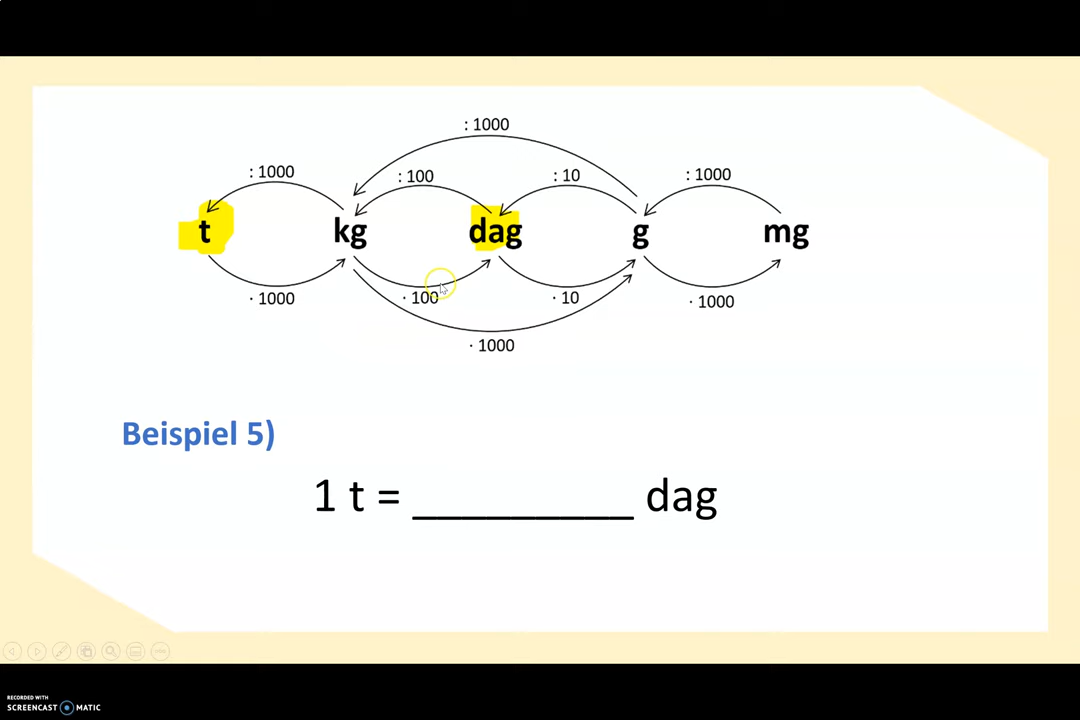 : 1000
: 1000 : 100 : 10 : 1000
t kg dag g mg
· 1000 · 100 · 10 · 1000
· 1000
Beispiel 5)
1 t = _________ dag
RECORDED WITH
SCREENCAST MATIC